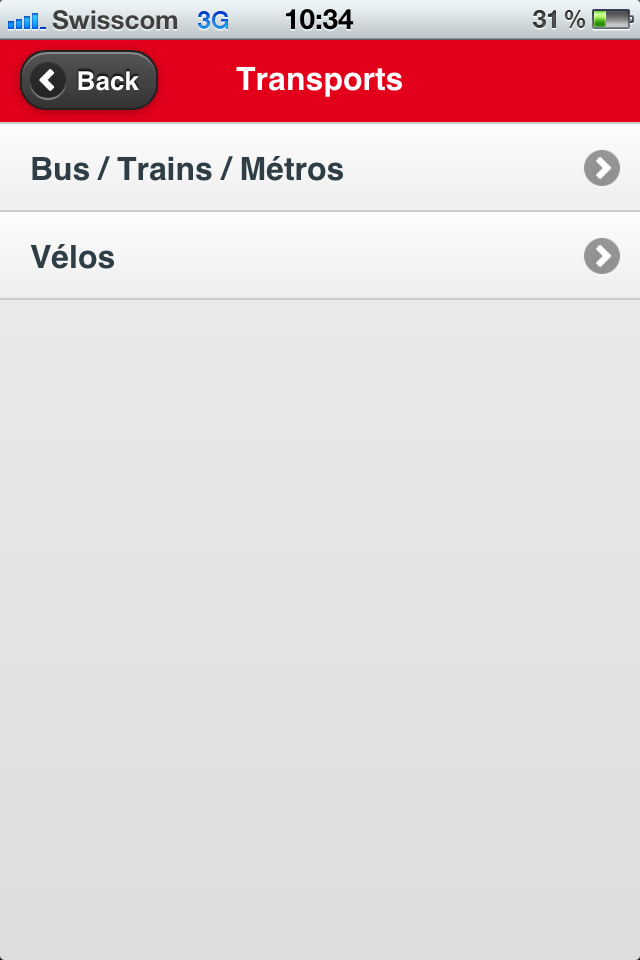 Swisscom 3G 10:34 31 %
Back Transports
Bus / Trains / Métros
Vélos